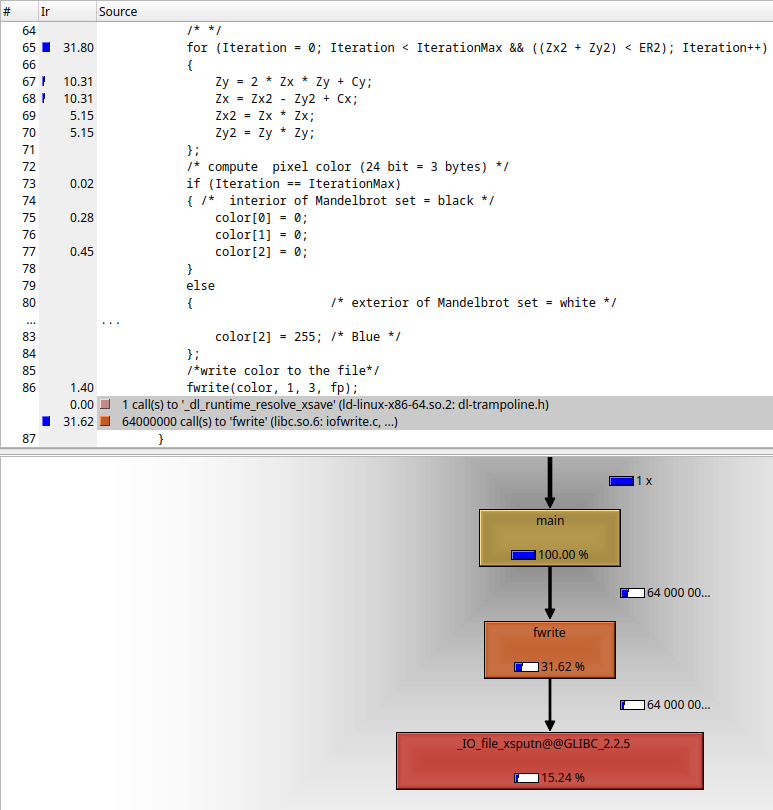 # Ir Source
64 /* */
65 31.80 for (Iteration = 0; Iteration < IterationMax && ((Zx2 + Zy2) < ER2); Iteration++)
66 {
67 10.31 Zy = 2 * Zx * Zy + Cy;
68 10.31 Zx = Zx2 - Zy2 + Cx;
69 5.15 Zx2 = Zx * Zx;
70 5.15 Zy2 = Zy * Zy;
71 };
72 /* compute  pixel color (24 bit = 3 bytes) */
73 0.02 if (Iteration == IterationMax)
74 { /*  interior of Mandelbrot set = black */
75 0.28 color[0] = 0;
76 color[1] = 0;
77 0.45 color[2] = 0;
78 }
79 else
80 { /* exterior of Mandelbrot set = white */
... ...
83 color[2] = 255; /* Blue */
84 };
85 /*write color to the file*/
86 1.40 fwrite(color, 1, 3, fp);
0.00 1 call(s) to '_dl_runtime_resolve_xsave' (ld-linux-x86-64.so.2: dl-trampoline.h)
31.62 64000000 call(s) to 'fwrite' (libc.so.6: iofwrite.c, ...)
87 }
1 x
main
100.00 %
64 000 00...
fwrite
31.62 %
64 000 00...
_IO_file_xsputn@@GLIBC_2.2.5
15.24 %